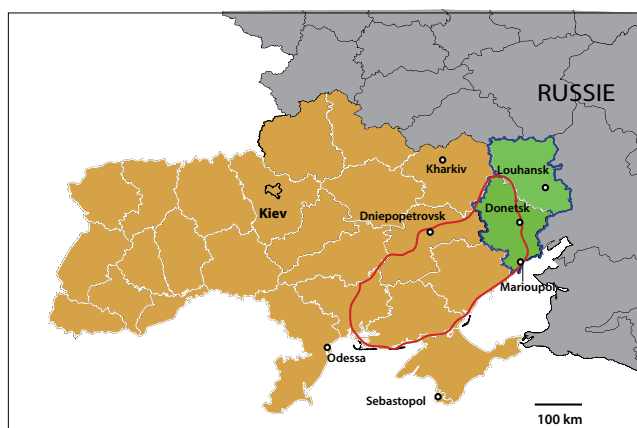 RUSSIE
Kharkiv
Louhansk
Kiev
Dniepopetrovsk
Donetsk
Marioupol
Odessa
Sebastopol
100 km